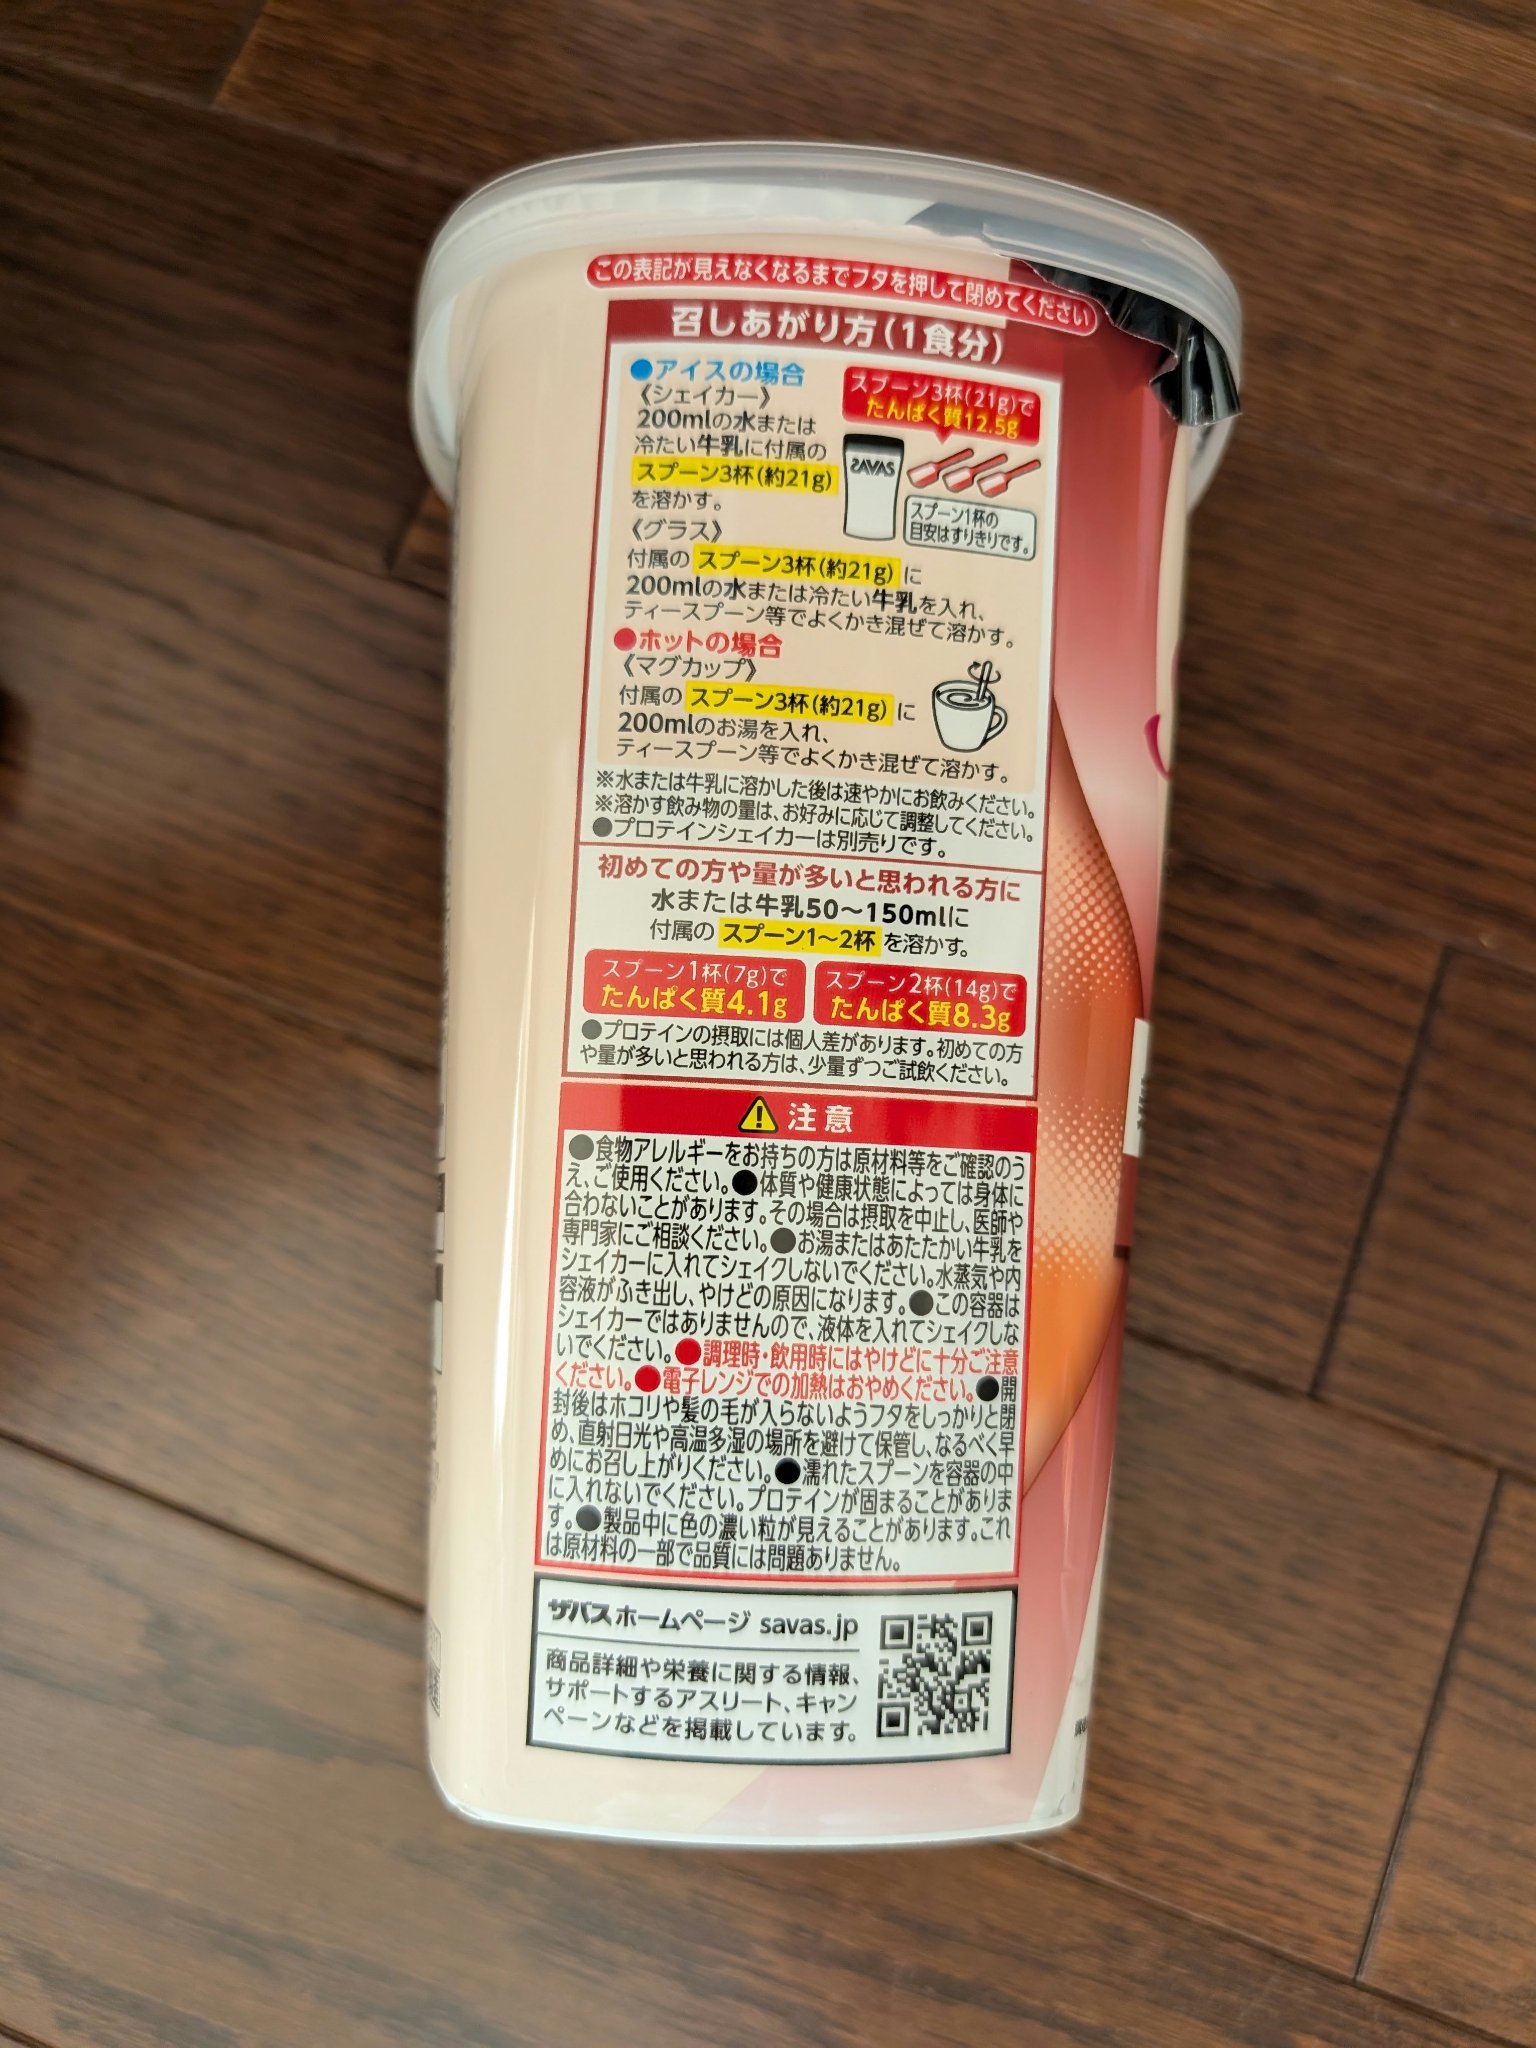 この表記が見えなくなるまでフタを押して閉めてください
召しあがり方(1食分)
●アイスの場合
《シェイカー》
200mlの水または
冷たい牛乳に付属の
スプーン3杯(約21g)
を溶かす。
スプーン3杯(21g)で
たんぱく質12.5g
SAVAS
スプーン1杯の
目安はすりきりです。
《グラス》
付属の スプーン3杯(約21g) に
200mlの水または冷たい牛乳を入れ、
ティースプーン等でよくかき混ぜて溶かす。
●ホットの場合
《マグカップ》
付属の スプーン3杯(約21g) に
200mlのお湯を入れ、
ティースプーン等でよくかき混ぜて溶かす。
※水または牛乳に溶かした後は速やかにお飲みください。
※溶かす飲み物の量は、お好みに応じて調整してください。
●プロテインシェイカーは別売りです。
初めての方や量が多いと思われる方に
水または牛乳50～150mlに
付属の スプーン1～2杯 を溶かす。
スプーン1杯(7g)で
たんぱく質4.1g
スプーン2杯(14g)で
たんぱく質8.3g
●プロテインの摂取には個人差があります。初めての方
や量が多いと思われる方は、少量ずつご試飲ください。
注意
●食物アレルギーをお持ちの方は原材料等をご確認のう
え、ご使用ください。●体質や健康状態によっては身体に
合わないことがあります。その場合は摂取を中止し、医師や
専門家にご相談ください。●お湯またはあたたかい牛乳を
シェイカーに入れてシェイクしないでください。水蒸気や内
容液がふき出し、やけどの原因になります。●この容器は
シェイカーではありませんので、液体を入れてシェイクしな
いでください。●調理時・飲用時にはやけどに十分ご注意
ください。●電子レンジでの加熱はおやめください。●開
封後はホコリや髪の毛が入らないようフタをしっかりと閉
め、直射日光や高温多湿の場所を避けて保管し、なるべく早
めにお召し上がりください。●濡れたスプーンを容器の中
に入れないでください。プロテインが固まることがありま
す。●製品中に色の濃い粒が見えることがあります。これ
は原材料の一部で品質には問題ありません。
ザバス ホームページ savas.jp
商品詳細や栄養に関する情報、
サポートするアスリート、キャン
ペーンなどを掲載しています。